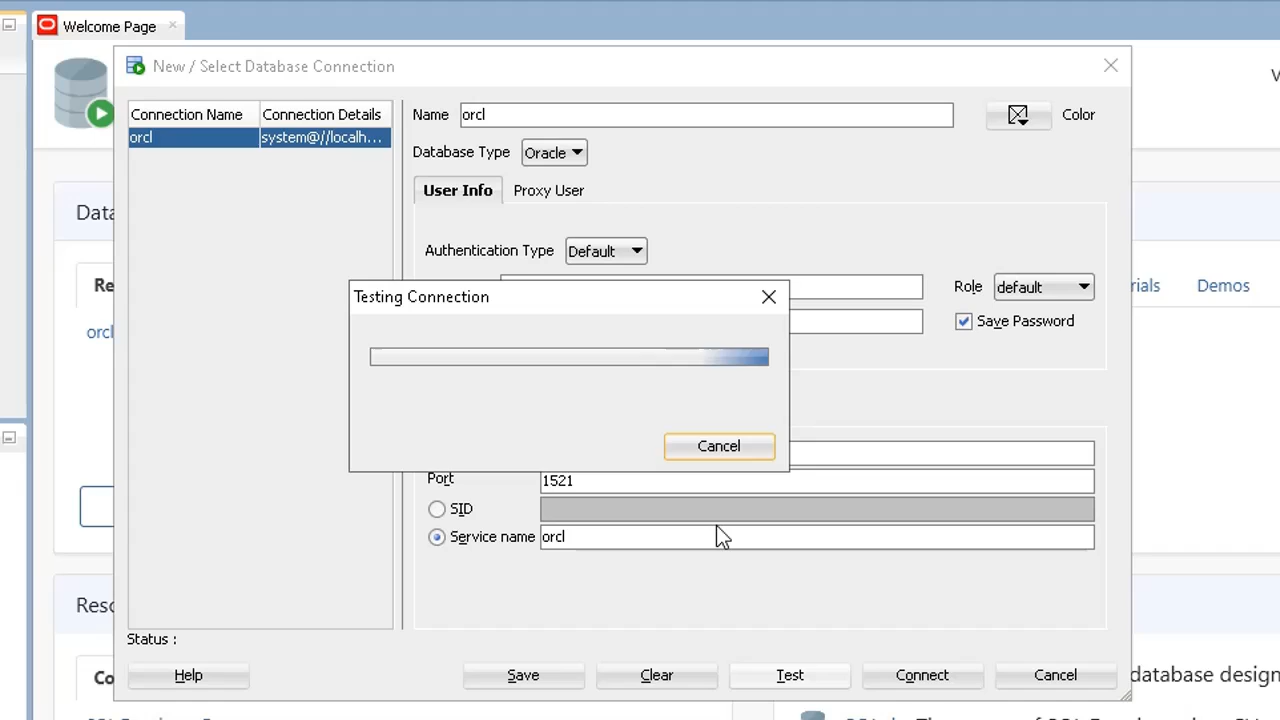 Welcome Page
New / Select Database Connection
Connection Name
Connection Details
orcl
system@//localh...
Name
orcl
Color
Database Type
Oracle
User Info
Proxy User
Authentication Type
Default
Role
default
Save Password
Testing Connection
Cancel
Port
1521
SID
Service name
orcl
Status :
Help
Save
Clear
Test
Connect
Cancel
Data
Re
orcl
rials
Demos
Reso
Co
database design